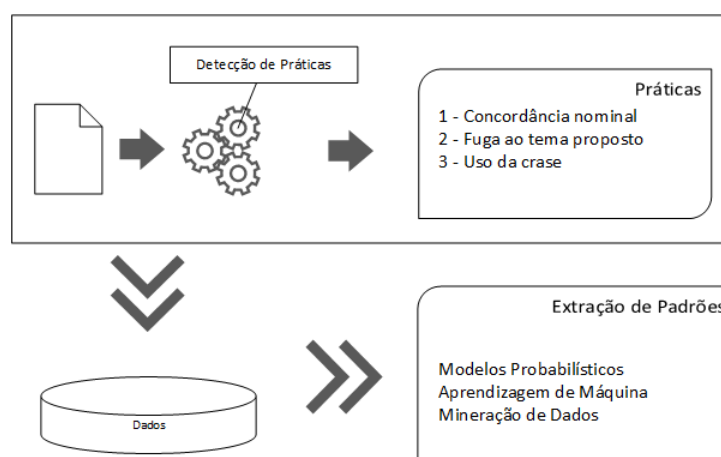 Detecção de Práticas
Práticas
1 - Concordância nominal
2 - Fuga ao tema proposto
3 - Uso da crase
Extração de Padrões
Modelos Probabilísticos
Aprendizagem de Máquina
Mineração de Dados
Dados